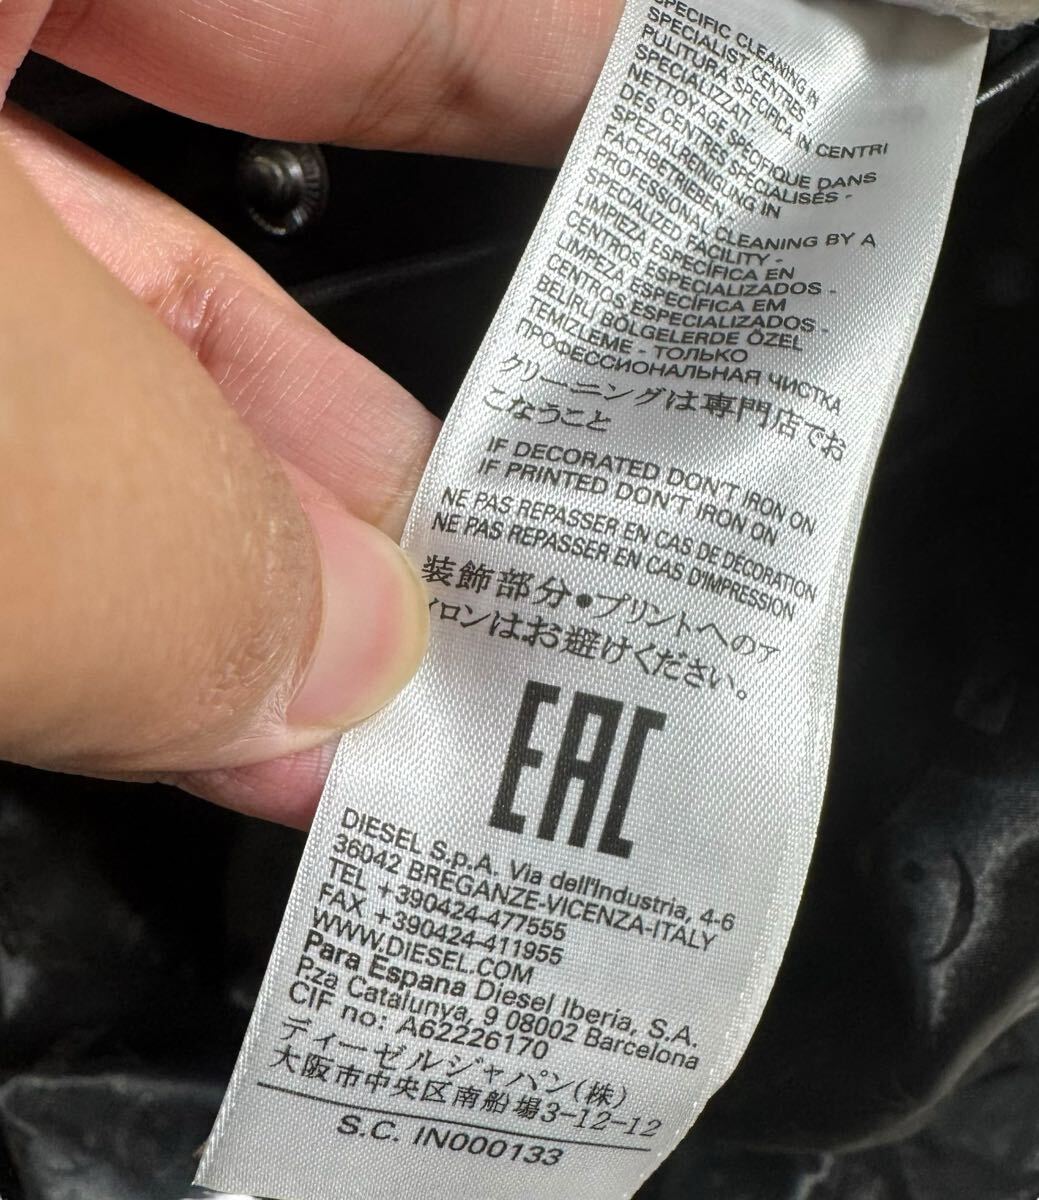 SPECIFIC CLEANING IN
SPECIALIST CENTRES -
PULITURA SPECIFICA IN CENTRI
SPECIALIZZATI -
NETTOYAGE SPÉCIFIQUE DANS
DES CENTRES SPÉCIALISÉS -
SPEZIALREINIGUNG IN
FACHBETRIEBEN -
PROFESSIONAL CLEANING BY A
SPECIALIZED FACILITY -
LIMPIEZA ESPECÍFICA EN
CENTROS ESPECIALIZADOS -
LIMPEZA ESPECÍFICA EM
CENTROS ESPECIALIZADOS -
BELİRLİ BÖLGELERDE ÖZEL
TEMİZLEME - ТОЛЬКО
ПРОФЕССИОНАЛЬНАЯ ЧИСТКА
クリーニングは専門店でお
こなうこと
IF DECORATED DON'T IRON ON
IF PRINTED DON'T IRON ON
NE PAS REPASSER EN CAS DE DÉCORATION
NE PAS REPASSER EN CAS D'IMPRESSION
装飾部分・プリントへのア
イロンはお避けください。
EAC
DIESEL S.p.A. Via dell'Industria, 4-6
36042 BREGANZE-VICENZA-ITALY
TEL +390424-477555
FAX +390424-411955
WWW.DIESEL.COM
Para Espana Diesel Iberia, S.A.
P.za Catalunya, 9 08002 Barcelona
CIF no: A62226170
ディーゼルジャパン(株)
大阪市中央区南船場3-12-12
S.C. IN000133